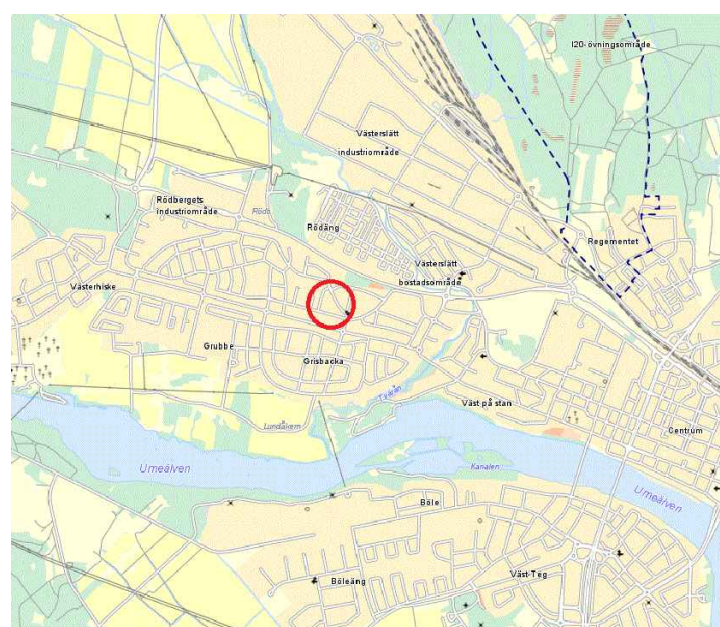 I20-övningsområde
Västerslätt
industriområde
Rödbergets
industriområde
Rödäng
Regementet
Västerslätt
bostadsområde
Västerhiske
Grubbe
Grisbacka
Tvärån
Väst på stan
Lundåkern
Centrum
Umeälven
Kanalen
Umeälven
Böle
Böleäng
Väst-Teg